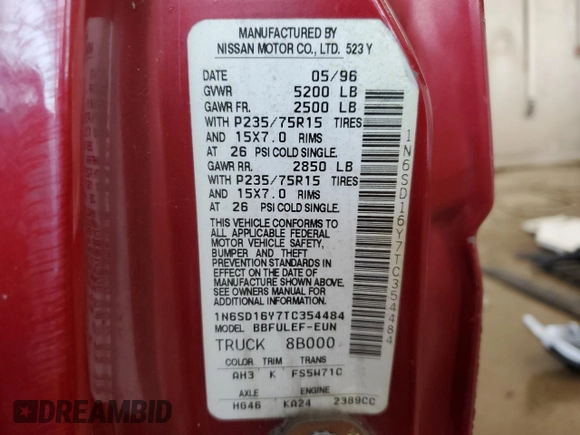 MANUFACTURED BY
NISSAN MOTOR CO., LTD. 523Y
DATE 05/96
GVWR 5200 LB
GAWR FR. 2500 LB
WITH P235/75R15 TIRES
AND 15X7.0 RIMS
AT 26 PSI COLD SINGLE.
GAWR RR. 2850 LB
WITH P235/75R15 TIRES
AND 15X7.0 RIMS
AT 26 PSI COLD SINGLE.
THIS VEHICLE CONFORMS TO
ALL APPLICABLE FEDERAL
MOTOR VEHICLE SAFETY,
BUMPER AND THEFT
PREVENTION STANDARDS IN
EFFECT ON THE DATE OF
MANUFACTURE SHOWN ABOVE.
SEE OWNERS MANUAL FOR
ADDITIONAL INFORMATION.
1N6SD16Y7TC354484
MODEL BBFULEF-EUN
TRUCK 8B000
COLOR TRIM TRANS
AH3 K FS5W71C
AXLE ENGINE
HG46 KA24 2389CC
1N6SD16Y7TC354484
DREAMBID